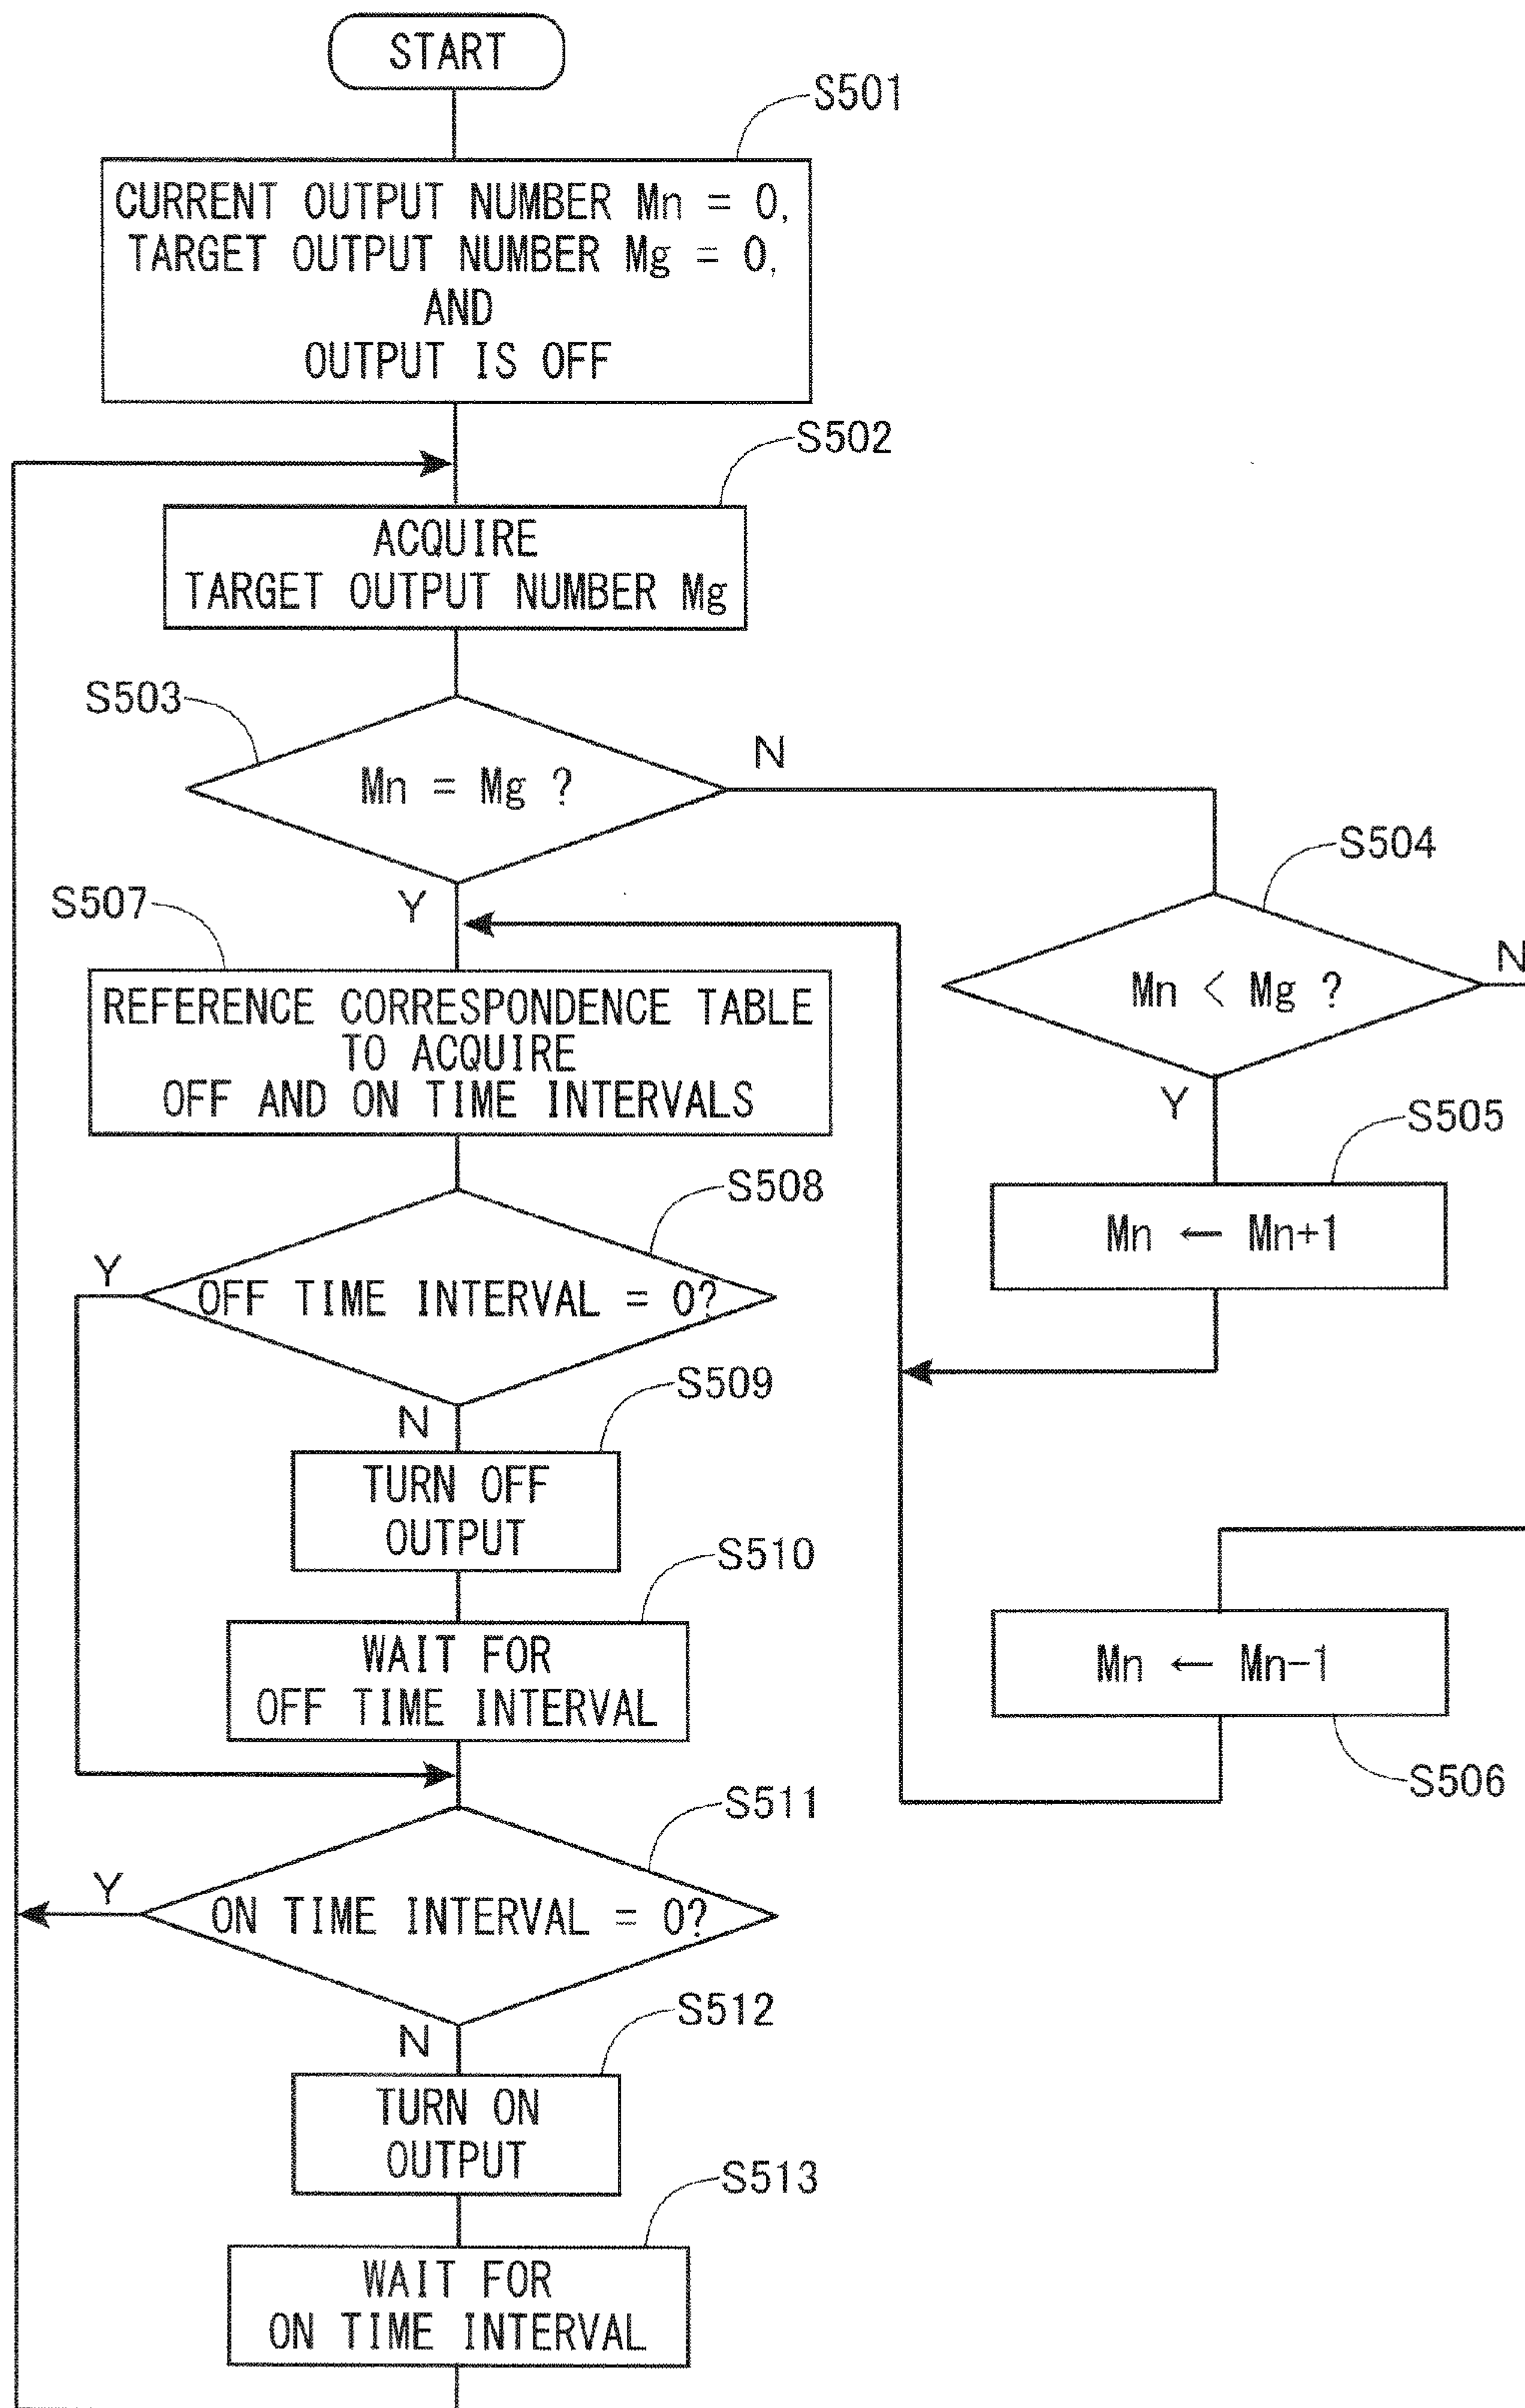 START
S501
CURRENT OUTPUT NUMBER Mn = 0,
TARGET OUTPUT NUMBER Mg = 0,
AND
OUTPUT IS OFF
S502
ACQUIRE
TARGET OUTPUT NUMBER Mg
S503
Mn = Mg ?
N
Y
S504
Mn < Mg ?
N
Y
S505
Mn ← Mn+1
S506
Mn ← Mn-1
S507
REFERENCE CORRESPONDENCE TABLE
TO ACQUIRE
OFF AND ON TIME INTERVALS
S508
OFF TIME INTERVAL = 0?
Y
N
S509
TURN OFF
OUTPUT
S510
WAIT FOR
OFF TIME INTERVAL
S511
ON TIME INTERVAL = 0?
Y
N
S512
TURN ON
OUTPUT
S513
WAIT FOR
ON TIME INTERVAL